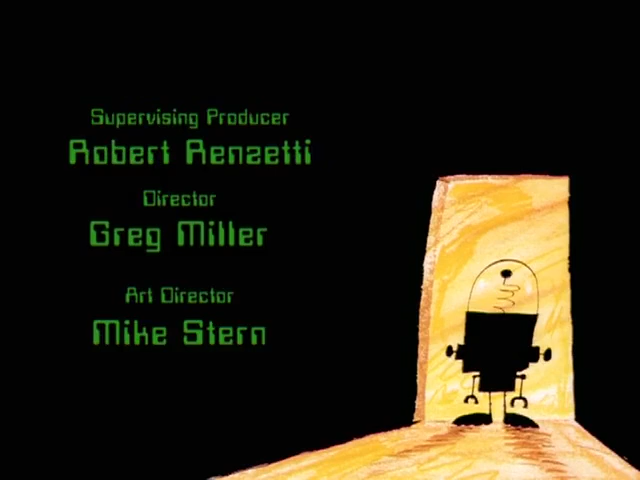 Supervising Producer
Robert Renzetti
Director
Greg Miller
Art Director
Mike Stern